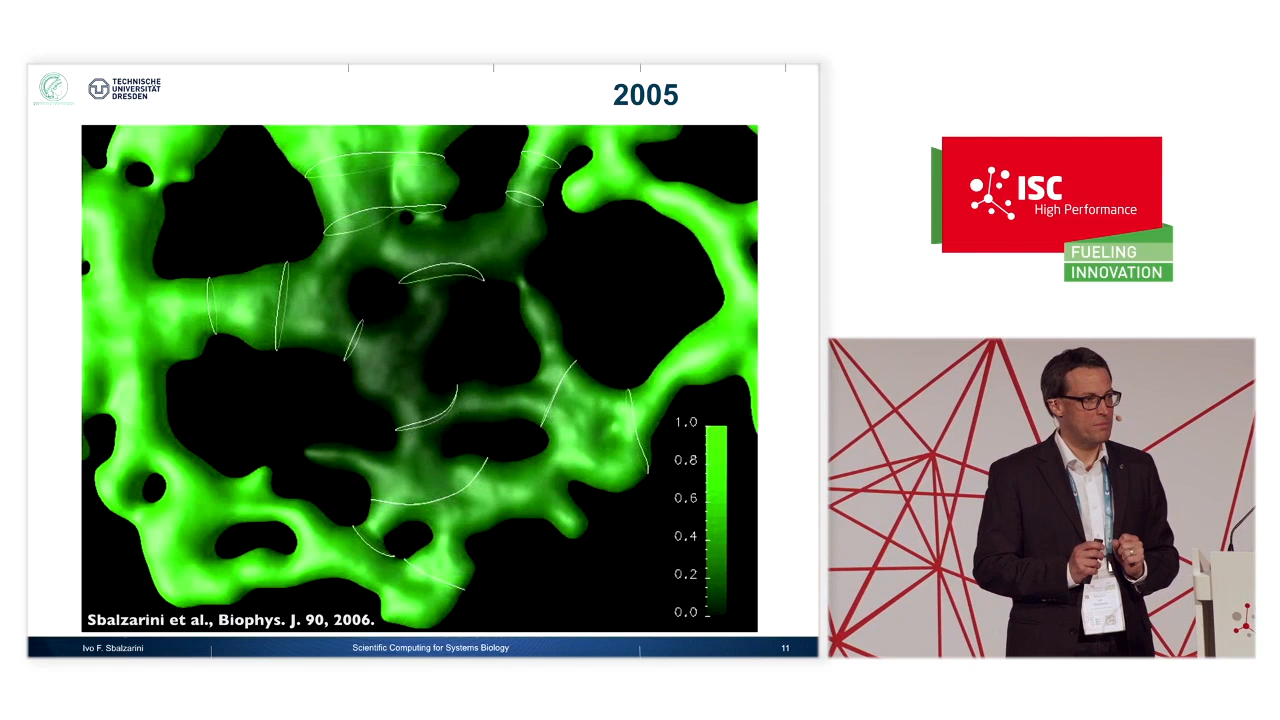 TECHNISCHE
UNIVERSITÄT
DRESDEN
2005
1.0
0.8
0.6
0.4
0.2
0.0
Sbalzarini et al., Biophys. J. 90, 2006.
Ivo F. Sbalzarini
Scientific Computing for Systems Biology
11
ISC
High Performance
FUELING
INNOVATION